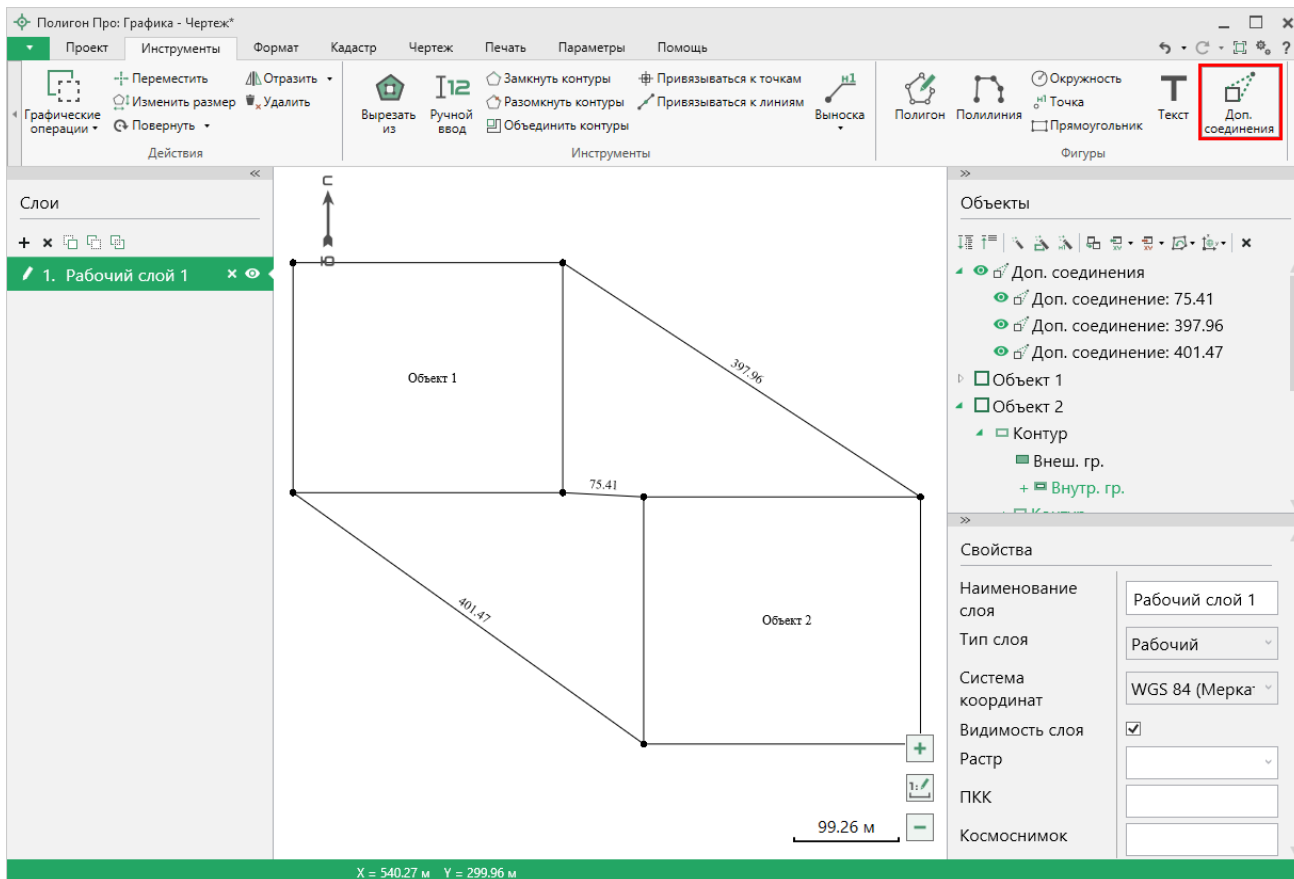 Полигон Про: Графика - Чертеж*
Проект Инструменты Формат Кадастр Чертеж Печать Параметры Помощь
Графические операции
Переместить
Изменить размер
Повернуть
Отразить
Удалить
Действия
Вырезать из
Ручной ввод
Замкнуть контуры
Разомкнуть контуры
Объединить контуры
Привязываться к точкам
Привязываться к линиям
Выноска
Инструменты
Полигон
Полилиния
Окружность
Точка
Прямоугольник
Текст
Доп. соединения
Фигуры
Слои
1. Рабочий слой 1
С
Ю
Объект 1
397.96
75.41
401.47
Объект 2
99.26 м
Объекты
Доп. соединения
Доп. соединение: 75.41
Доп. соединение: 397.96
Доп. соединение: 401.47
Объект 1
Объект 2
Контур
Внеш. гр.
+ Внутр. гр.
Свойства
Наименование слоя
Рабочий слой 1
Тип слоя
Рабочий
Система координат
WGS 84 (Мерка
Видимость слоя
Растр
ПКК
Космоснимок
X = 540.27 м Y = 299.96 м